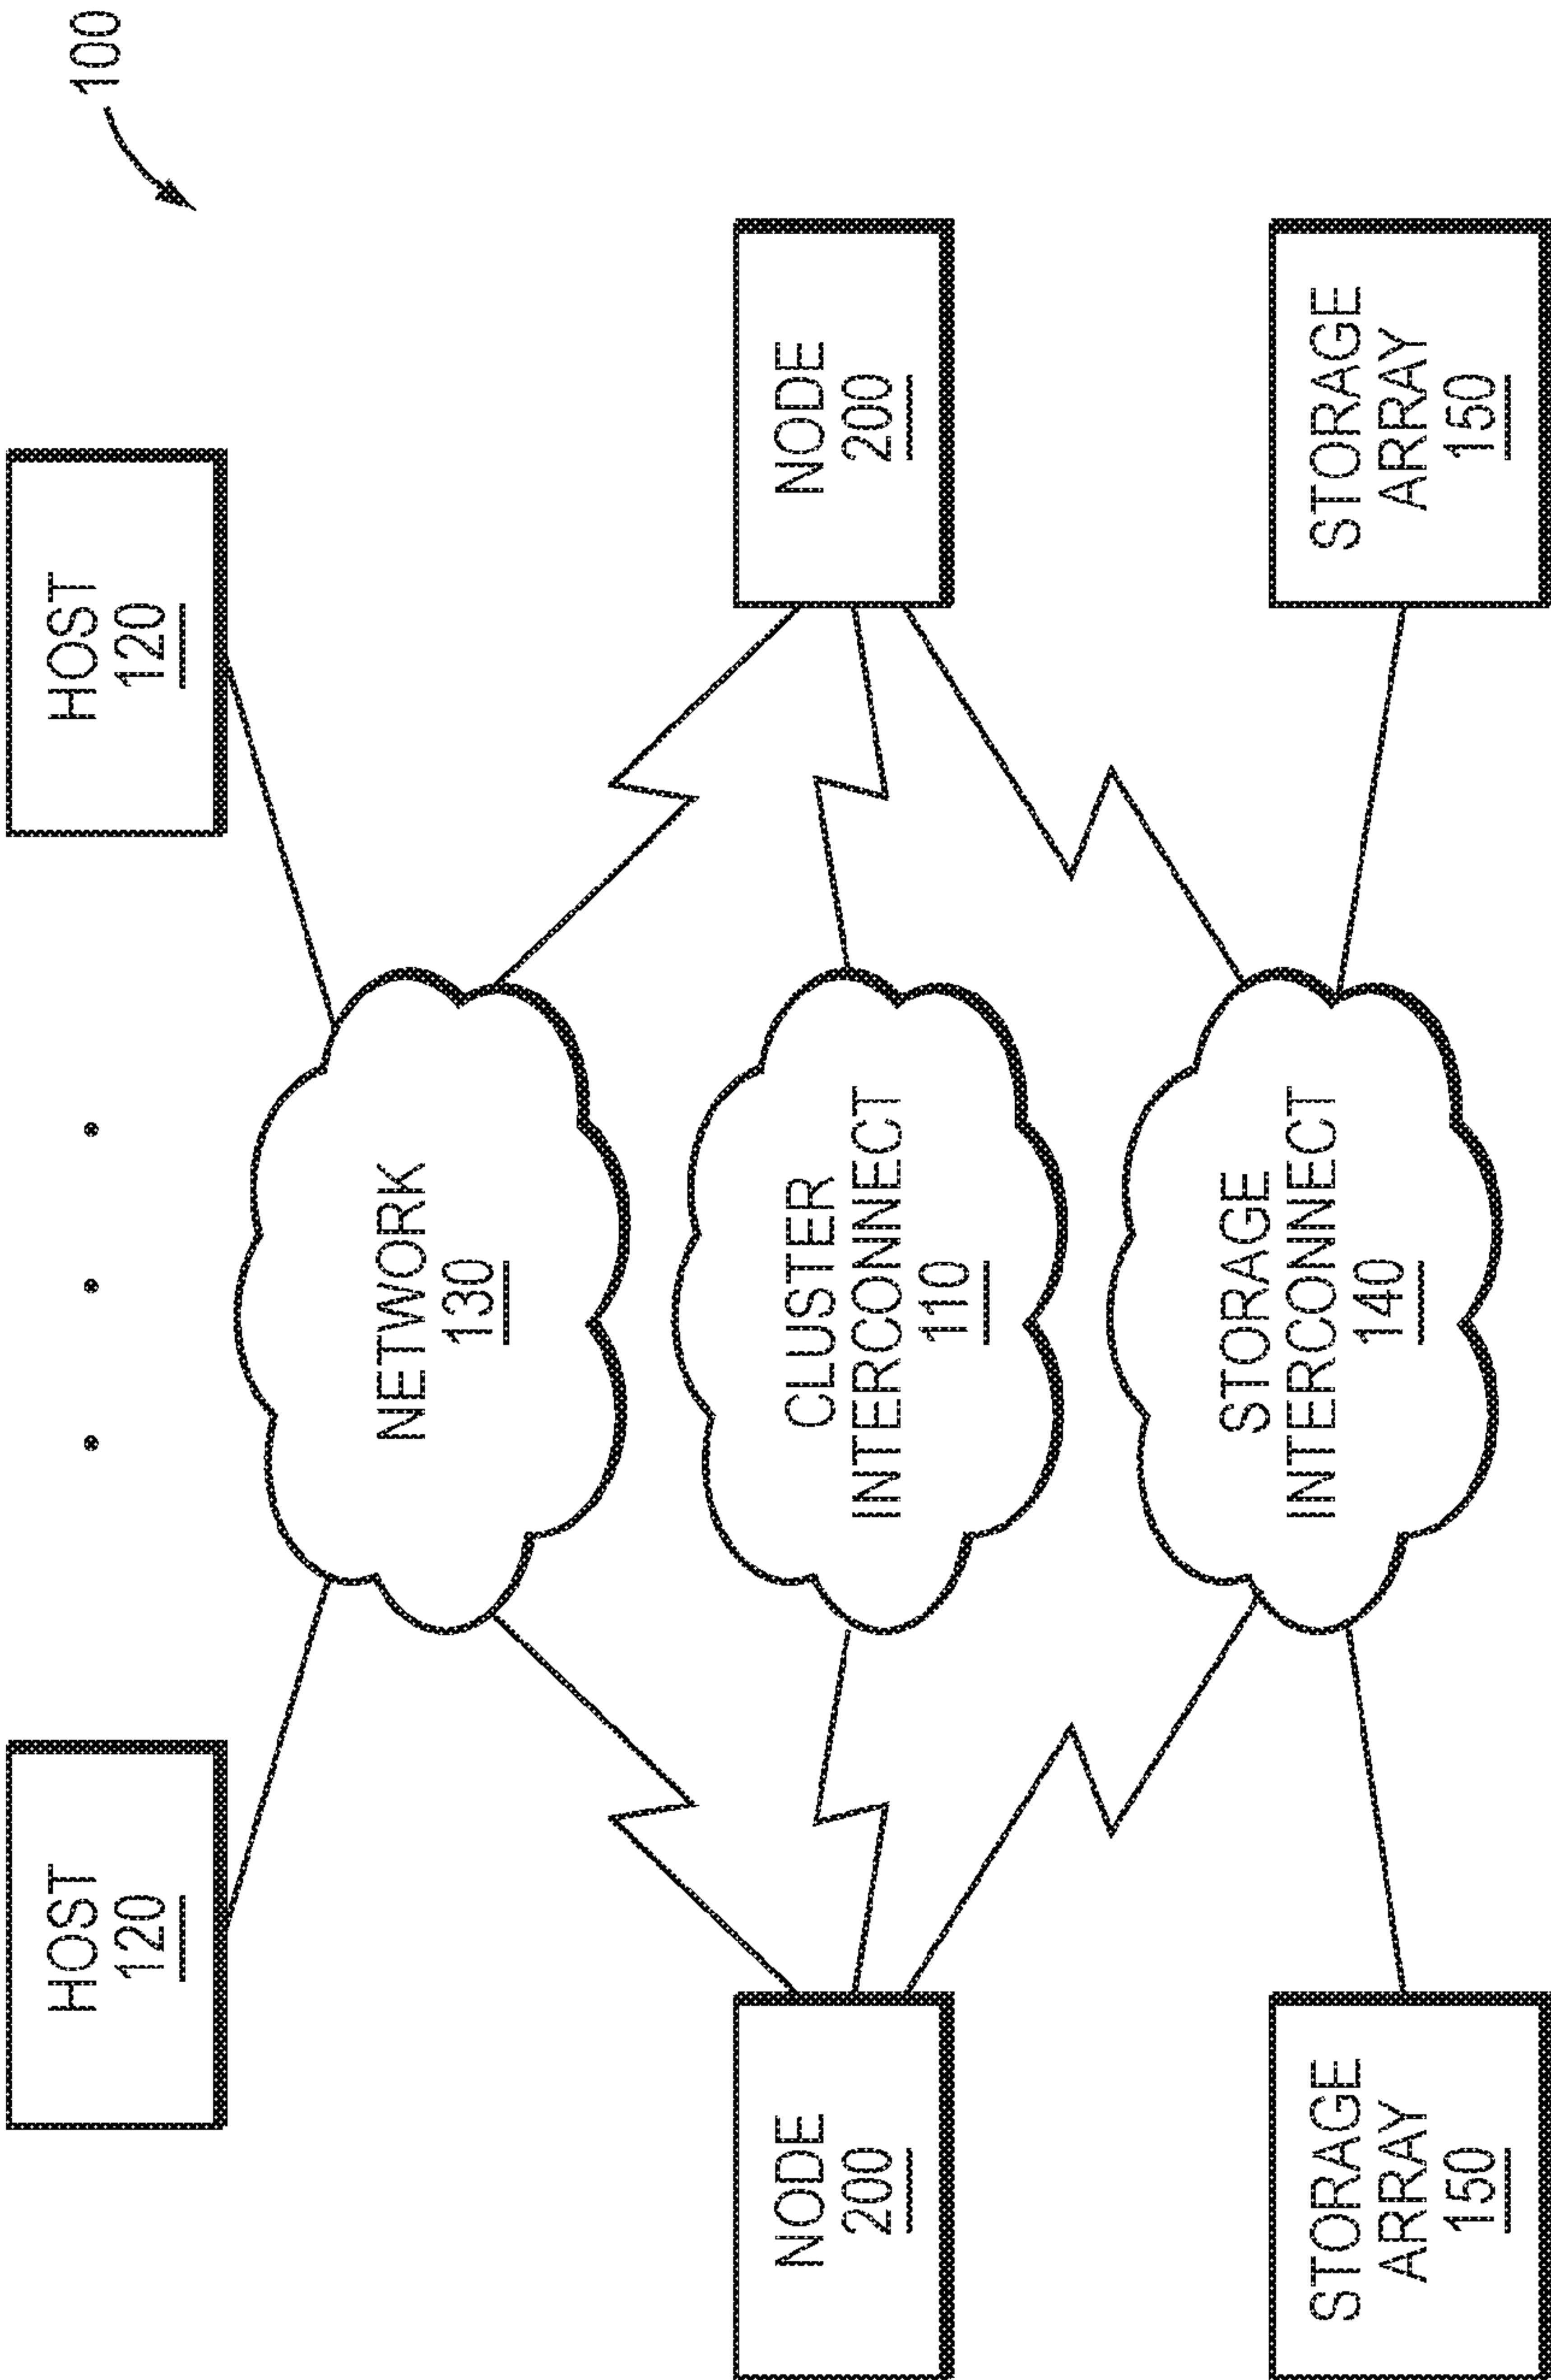 100
HOST
120
HOST
120
NETWORK
130
NODE
200
CLUSTER
INTERCONNECT
110
NODE
200
STORAGE
ARRAY
150
STORAGE
INTERCONNECT
140
STORAGE
ARRAY
150